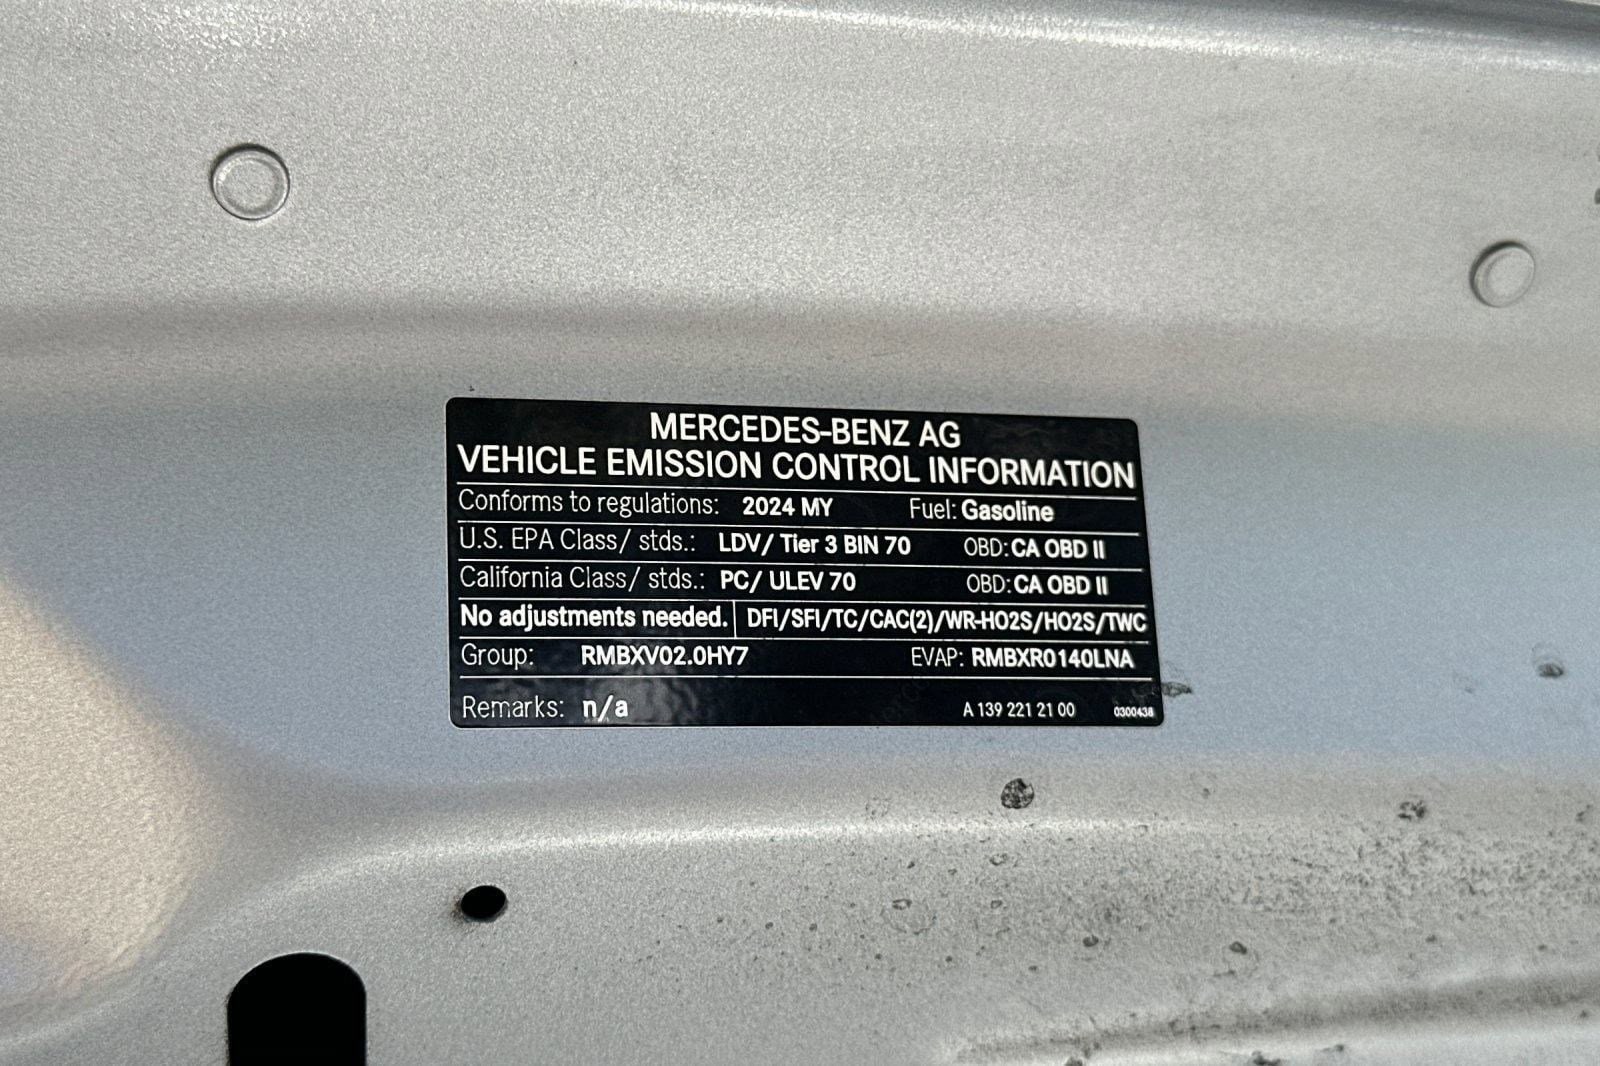 MERCEDES-BENZ AG
VEHICLE EMISSION CONTROL INFORMATION
Conforms to regulations: 2024 MY Fuel: Gasoline
U.S. EPA Class/ stds.: LDV/ Tier 3 BIN 70 OBD: CA OBD II
California Class/ stds.: PC/ ULEV 70 OBD: CA OBD II
No adjustments needed. DFI/SFI/TC/CAC(2)/WR-HO2S/HO2S/TWC
Group: RMBXV02.0HY7 EVAP: RMBXR0140LNA
Remarks: n/a A 139 221 21 00 0300438